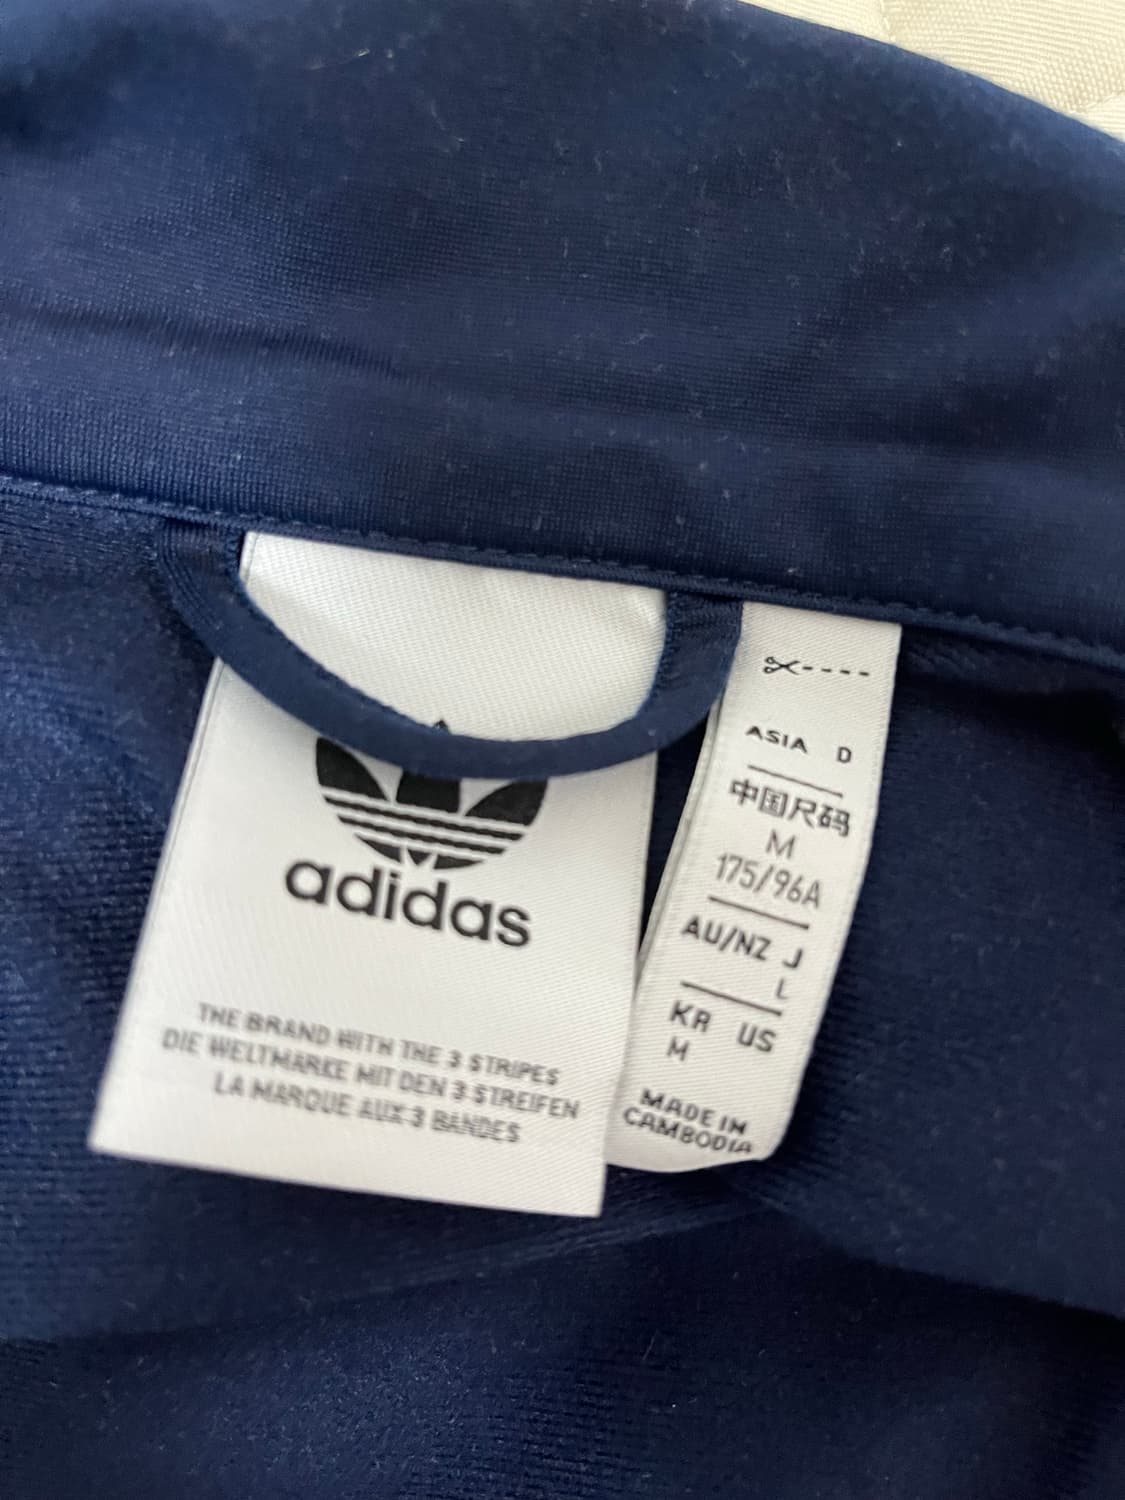 adidas
THE BRAND WITH THE 3 STRIPES
DIE WELTMARKE MIT DEN 3 STREIFEN
LA MARQUE AUX 3 BANDES
ASIA D
中国尺码
M
175/96A
AU/NZ J
L
KR US
M
MADE IN
CAMBODIA